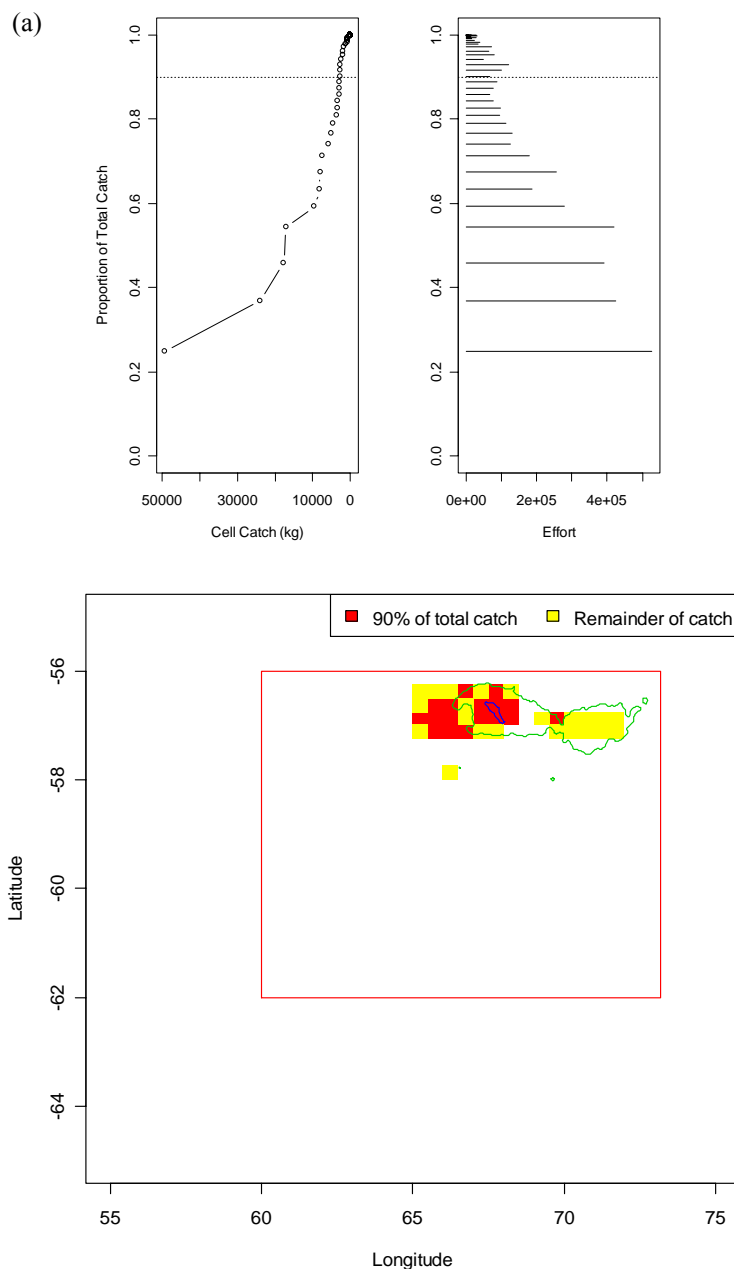 (a)
Proportion of Total Catch
1.0
0.8
0.6
0.4
0.2
0.0
50000 30000 10000 0
Cell Catch (kg)
1.0
0.8
0.6
0.4
0.2
0.0
0e+00 2e+05 4e+05
Effort
90% of total catch Remainder of catch
Latitude
-56
-58
-60
-62
-64
55 60 65 70 75
Longitude